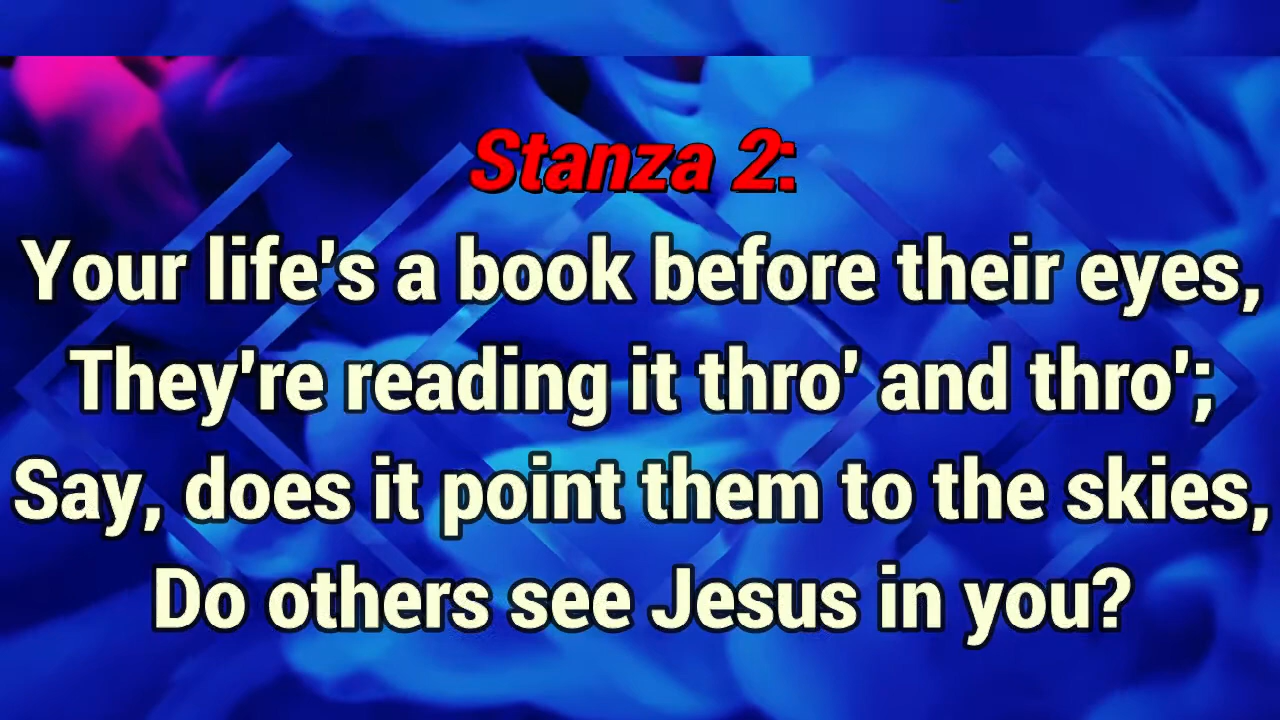 Stanza 2:
Your life's a book before their eyes,
They're reading it thro' and thro';
Say, does it point them to the skies,
Do others see Jesus in you?